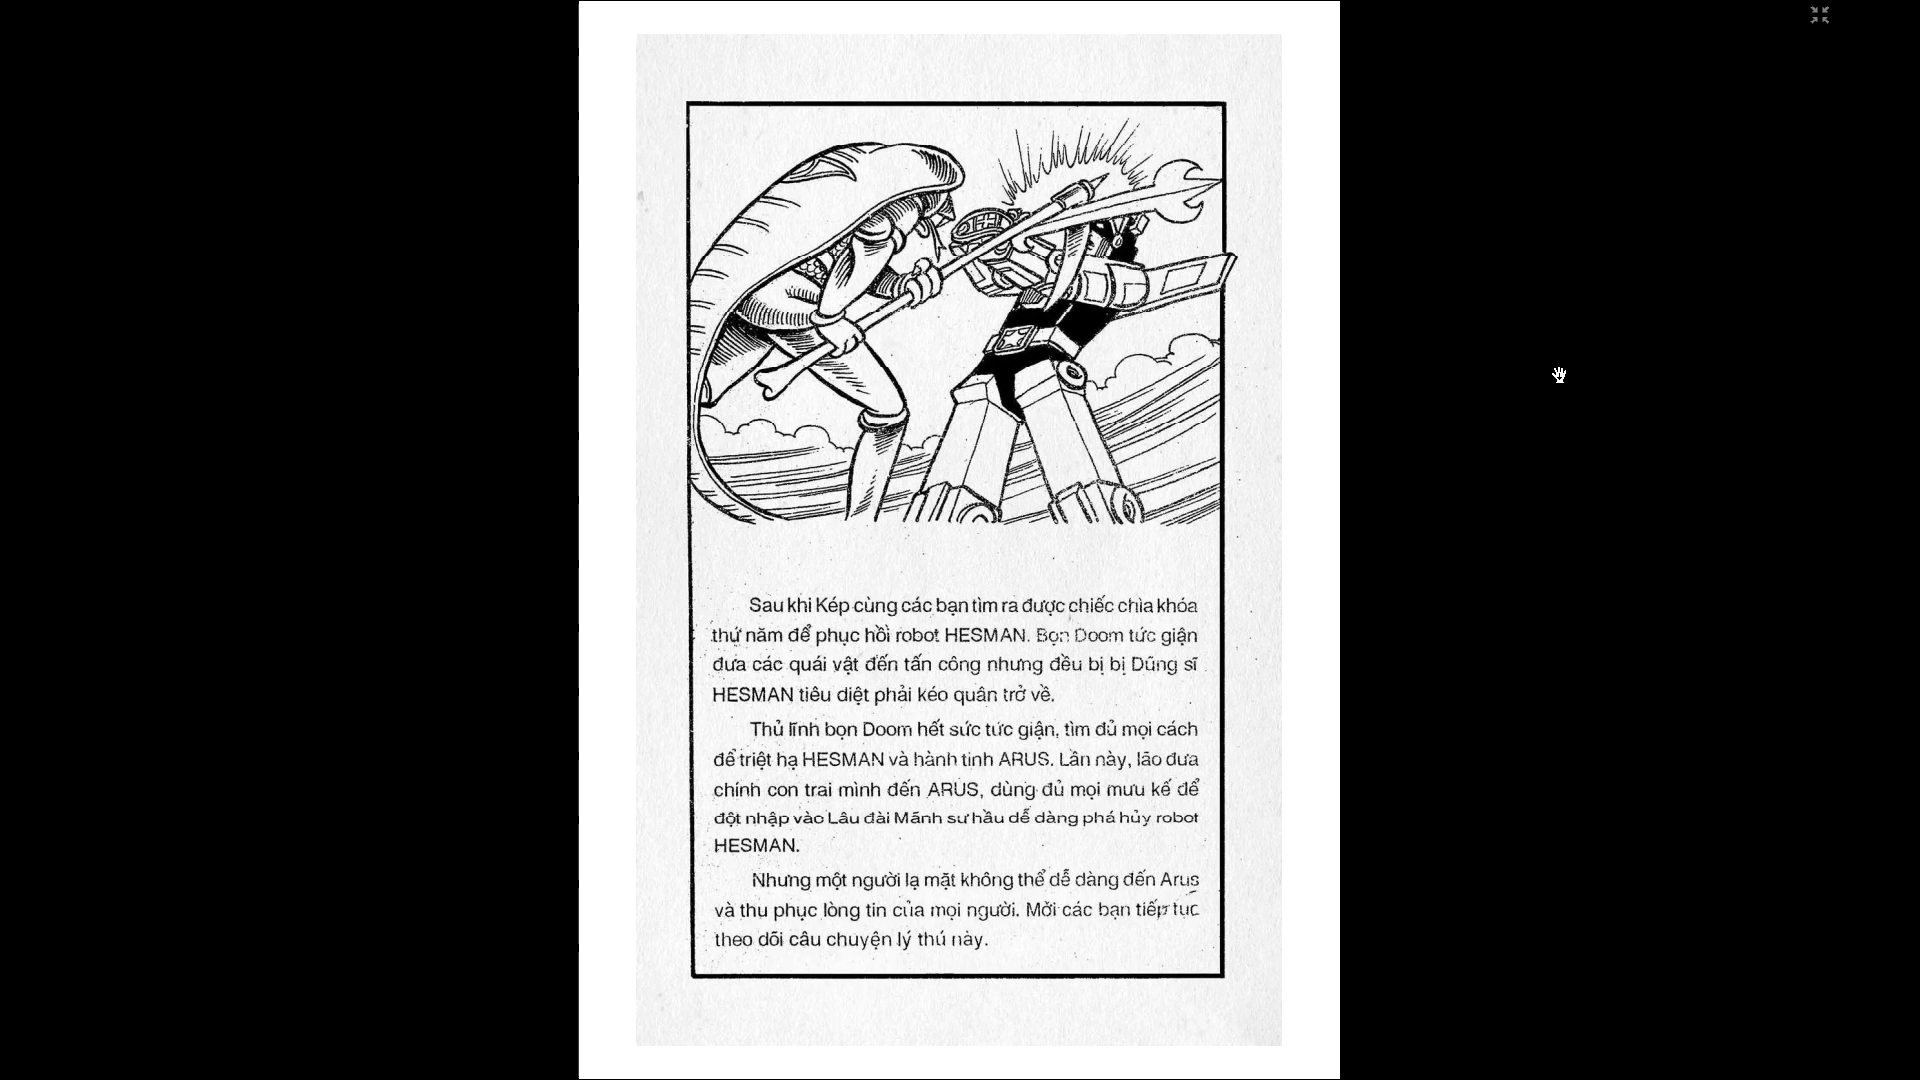 Sau khi Kép cùng các bạn tìm ra được chiếc chìa khóa
thứ năm để phục hồi robot HESMAN. Bọn Doom tức giận
đưa các quái vật đến tấn công nhưng đều bị bị Dũng sĩ
HESMAN tiêu diệt phải kéo quân trở về.
Thủ lĩnh bọn Doom hết sức tức giận, tìm đủ mọi cách
để triệt hạ HESMAN và hành tinh ARUS. Lần này, lão đưa
chính con trai mình đến ARUS, dùng đủ mọi mưu kế để
đột nhập vào Lâu đài Mãnh sư hầu dễ dàng phá hủy robot
HESMAN.
Nhưng một người lạ mặt không thể dễ dàng đến Arus
và thu phục lòng tin của mọi người. Mời các bạn tiếp tục
theo dõi câu chuyện lý thú này.